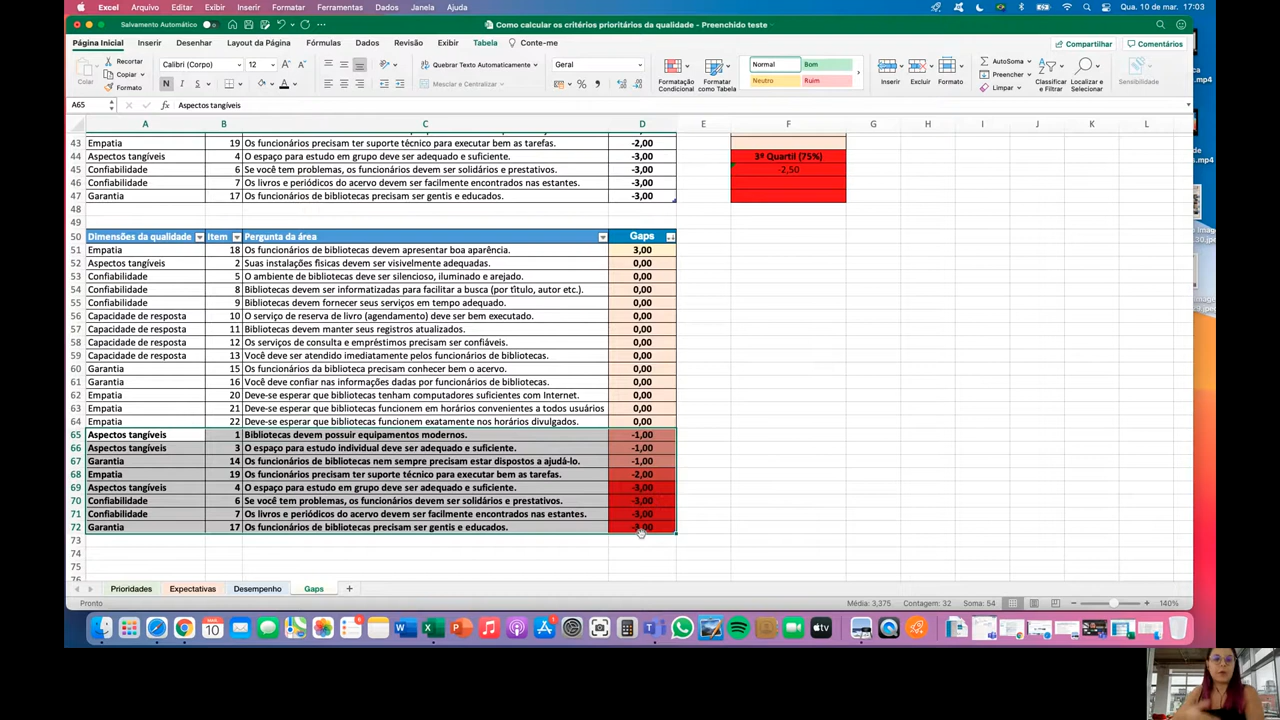 Excel Arquivo Editar Exibir Inserir Formatar Ferramentas Dados Janela Ajuda Qua. 10 de mar. 17:03
Salvamento Automático Como calcular os critérios prioritários da qualidade - Preenchido teste
Página Inicial Inserir Desenhar Layout da Página Fórmulas Dados Revisão Exibir Tabela Conte-me Compartilhar Comentários
Colar Recortar Copiar Formato
Calibri (Corpo) 12
N I S
Quebrar Texto Automaticamente
Mesclar e Centralizar
Geral
Formatação Condicional
Formatar como Tabela
Normal Bom
Neutro Ruim
Inserir Excluir Formato
AutoSoma
Preencher
Limpar
Classificar e Filtrar
Localizar e Selecionar
Sensibilidade
A65 fx Aspectos tangíveis
A B C D E F G H I J K L
43 Empatia 19 Os funcionários precisam ter suporte técnico para executar bem as tarefas. -2,00
44 Aspectos tangíveis 4 O espaço para estudo em grupo deve ser adequado e suficiente. -3,00 3º Quartil (75%)
45 Confiabilidade 6 Se você tem problemas, os funcionários devem ser solidários e prestativos. -3,00 -2,50
46 Confiabilidade 7 Os livros e periódicos do acervo devem ser facilmente encontrados nas estantes. -3,00
47 Garantia 17 Os funcionários de bibliotecas precisam ser gentis e educados. -3,00
48
49
50 Dimensões da qualidade Item Pergunta da área Gaps
51 Empatia 18 Os funcionários de bibliotecas devem apresentar boa aparência. 3,00
52 Aspectos tangíveis 2 Suas instalações físicas devem ser visivelmente adequadas. 0,00
53 Confiabilidade 5 O ambiente de bibliotecas deve ser silencioso, iluminado e arejado. 0,00
54 Confiabilidade 8 Bibliotecas devem ser informatizadas para facilitar a busca (por título, autor etc.). 0,00
55 Confiabilidade 9 Bibliotecas devem fornecer seus serviços em tempo adequado. 0,00
56 Capacidade de resposta 10 O serviço de reserva de livro (agendamento) deve ser bem executado. 0,00
57 Capacidade de resposta 11 Bibliotecas devem manter seus registros atualizados. 0,00
58 Capacidade de resposta 12 Os serviços de consulta e empréstimos precisam ser confiáveis. 0,00
59 Capacidade de resposta 13 Você deve ser atendido imediatamente pelos funcionários de bibliotecas. 0,00
60 Garantia 15 Os funcionários da biblioteca precisam conhecer bem o acervo. 0,00
61 Garantia 16 Você deve confiar nas informações dadas por funcionários de bibliotecas. 0,00
62 Empatia 20 Deve-se esperar que bibliotecas tenham computadores suficientes com Internet. 0,00
63 Empatia 21 Deve-se esperar que bibliotecas funcionem em horários convenientes a todos usuários 0,00
64 Empatia 22 Deve-se esperar que bibliotecas funcionem exatamente nos horários divulgados. 0,00
65 Aspectos tangíveis 1 Bibliotecas devem possuir equipamentos modernos. -1,00
66 Aspectos tangíveis 3 O espaço para estudo individual deve ser adequado e suficiente. -1,00
67 Garantia 14 Os funcionários de bibliotecas nem sempre precisam estar dispostos a ajudá-lo. -1,00
68 Empatia 19 Os funcionários precisam ter suporte técnico para executar bem as tarefas. -2,00
69 Aspectos tangíveis 4 O espaço para estudo em grupo deve ser adequado e suficiente. -3,00
70 Confiabilidade 6 Se você tem problemas, os funcionários devem ser solidários e prestativos. -3,00
71 Confiabilidade 7 Os livros e periódicos do acervo devem ser facilmente encontrados nas estantes. -3,00
72 Garantia 17 Os funcionários de bibliotecas precisam ser gentis e educados. -3,00
73
74
75
76
Prioridades Expectativas Desempenho Gaps
Pronto Média: 3,375 Contagem: 32 Soma: 54 140%